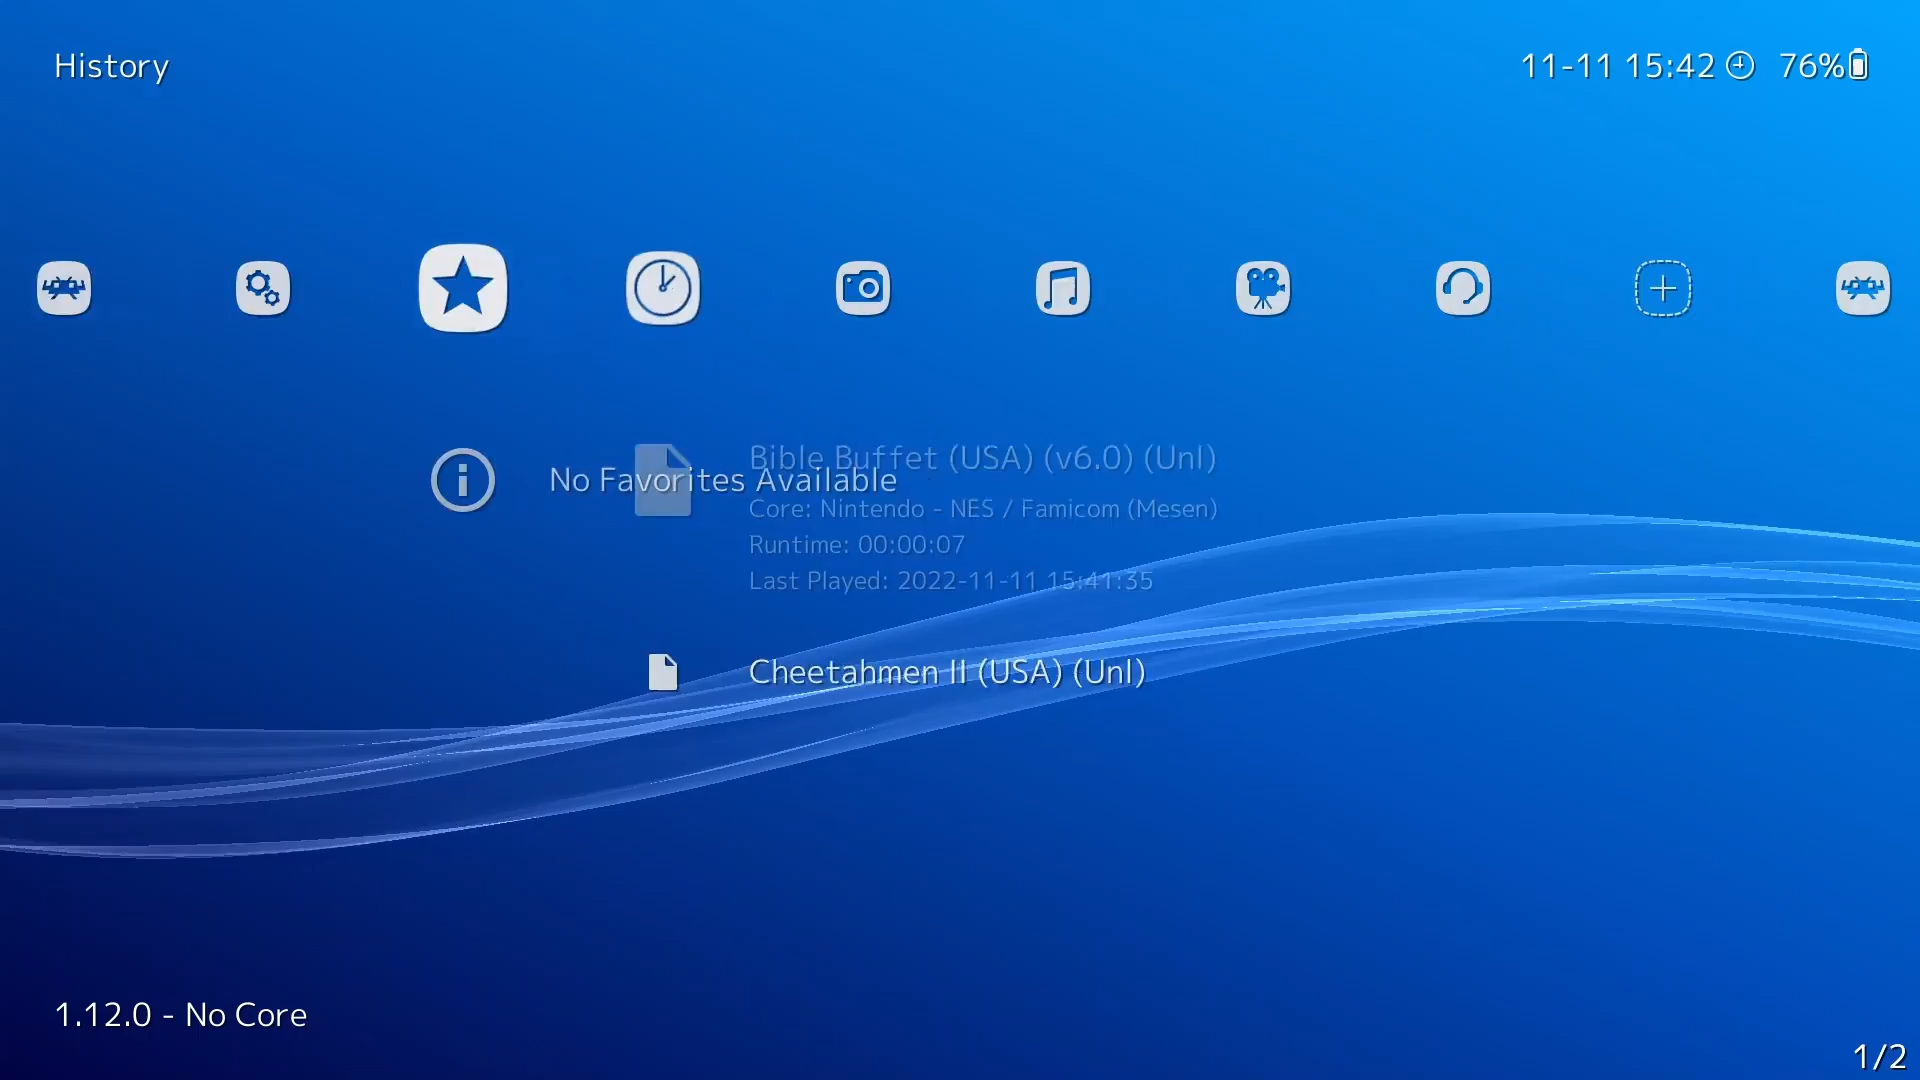 History
11-11 15:42
76%
No Favorites Available
Bible Buffet (USA) (v6.0) (Unl)
Core: Nintendo - NES / Famicom (Mesen)
Runtime: 00:00:07
Last Played: 2022-11-11 15:41:35
Cheetahmen II (USA) (Unl)
1.12.0 - No Core
1/2